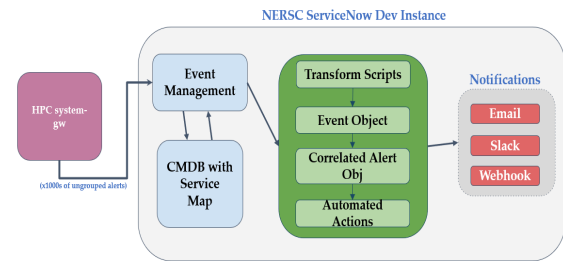 NERSC ServiceNow Dev Instance
HPC system-
gw
(x1000s of ungrouped alerts)
Event
Management
CMDB with
Service
Map
Transform Scripts
Event Object
Correlated Alert
Obj
Automated
Actions
Notifications
Email
Slack
Webhook